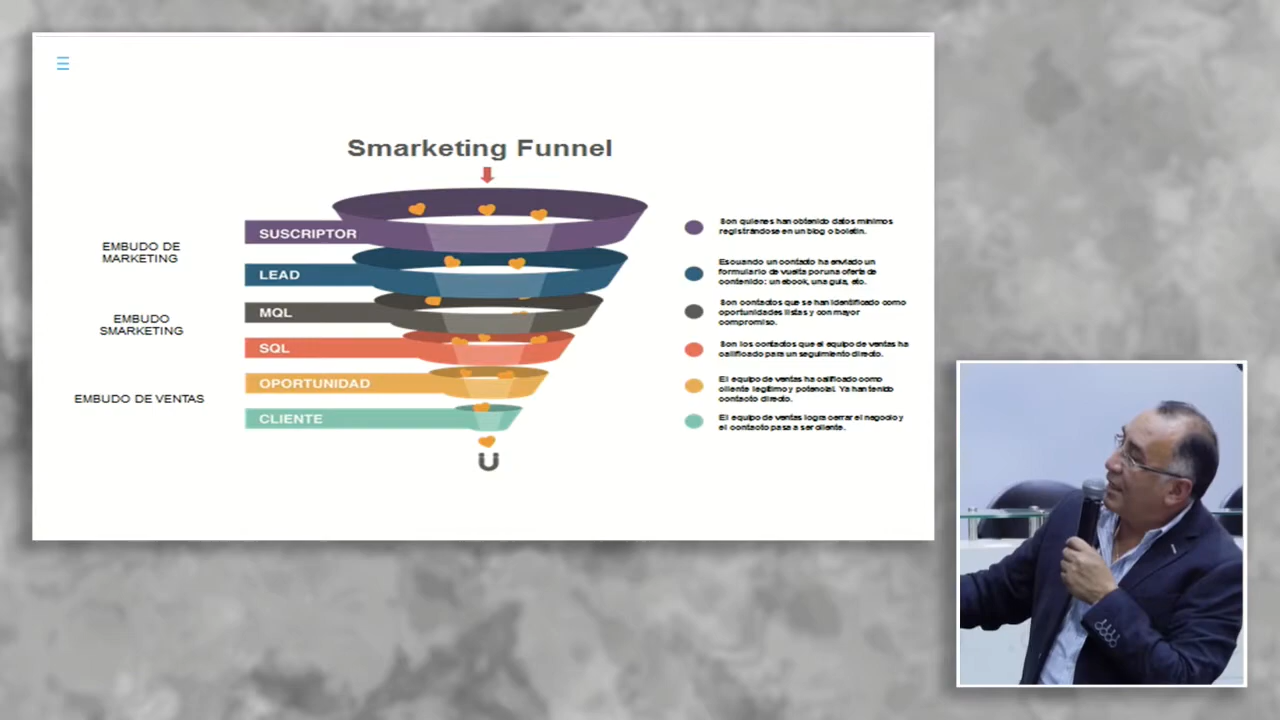 Smarketing Funnel
EMBUDO DE
MARKETING
EMBUDO
SMARKETING
EMBUDO DE VENTAS
SUSCRIPTOR
LEAD
MQL
SQL
OPORTUNIDAD
CLIENTE
Son quienes han obtenido datos mínimos
registrándose en un blog o boletín.
Es cuando un contacto ha enviado un
formulario de vuelta por una oferta de
contenido: un ebook, una guía, etc.
Son contactos que se han identificado como
oportunidades listas y con mayor
compromiso.
Son los contactos que el equipo de ventas ha
calificado para un seguimiento directo.
El equipo de ventas ha calificado como
cliente legítimo y potencial. Ya han tenido
contacto directo.
El equipo de ventas logra cerrar el negocio y
el contacto pasa a ser cliente.